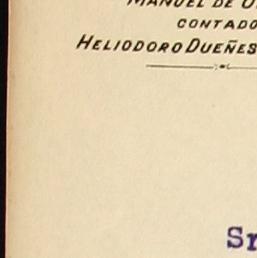 MANUEL DE
CONTADO
HELIODORO DUEÑES
Sr